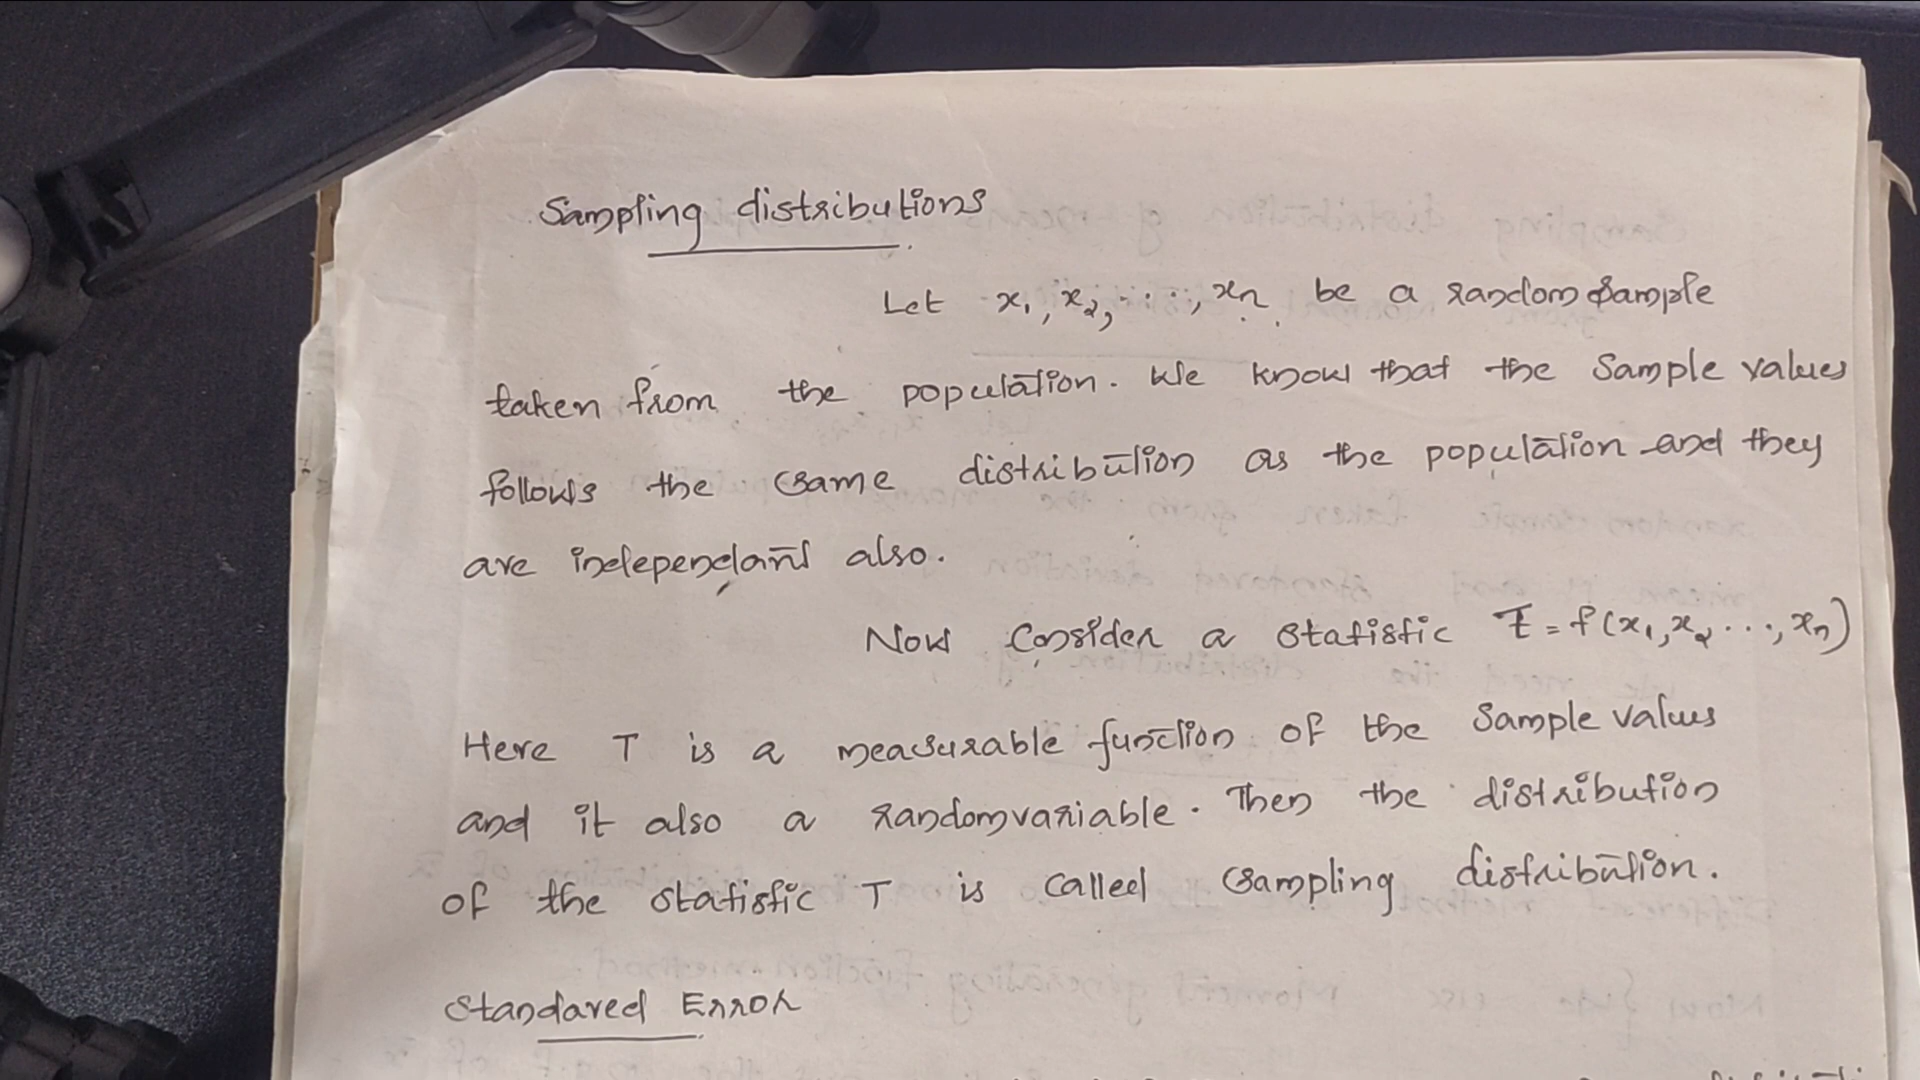 Sampling distributions
Let x₁, x₂, ..., xₙ be a random sample
taken from the population. We know that the Sample values
follows the same distribution as the population and they
are independant also.
Now Consider a statistic T = f(x₁, x₂ ..., xₙ)
Here T is a measurable function of the Sample values
and it also a random variable. Then the distribution
of the statistic T is called sampling distribution.
Standared Error